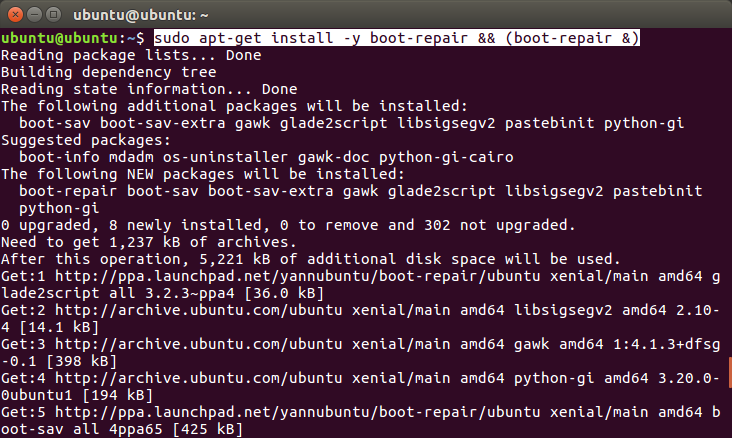 ubuntu@ubuntu: ~
ubuntu@ubuntu:~$ sudo apt-get install -y boot-repair && (boot-repair &)
Reading package lists... Done
Building dependency tree
Reading state information... Done
The following additional packages will be installed:
  boot-sav boot-sav-extra gawk glade2script libsigsegv2 pastebinit python-gi
Suggested packages:
  boot-info mdadm os-uninstaller gawk-doc python-gi-cairo
The following NEW packages will be installed:
  boot-repair boot-sav boot-sav-extra gawk glade2script libsigsegv2 pastebinit
  python-gi
0 upgraded, 8 newly installed, 0 to remove and 302 not upgraded.
Need to get 1,237 kB of archives.
After this operation, 5,221 kB of additional disk space will be used.
Get:1 http://ppa.launchpad.net/yannubuntu/boot-repair/ubuntu xenial/main amd64 g
lade2script all 3.2.3~ppa4 [36.0 kB]
Get:2 http://archive.ubuntu.com/ubuntu xenial/main amd64 libsigsegv2 amd64 2.10-
4 [14.1 kB]
Get:3 http://archive.ubuntu.com/ubuntu xenial/main amd64 gawk amd64 1:4.1.3+dfsg
-0.1 [398 kB]
Get:4 http://archive.ubuntu.com/ubuntu xenial/main amd64 python-gi amd64 3.20.0-
0ubuntu1 [194 kB]
Get:5 http://ppa.launchpad.net/yannubuntu/boot-repair/ubuntu xenial/main amd64 b
oot-sav all 4ppa65 [425 kB]